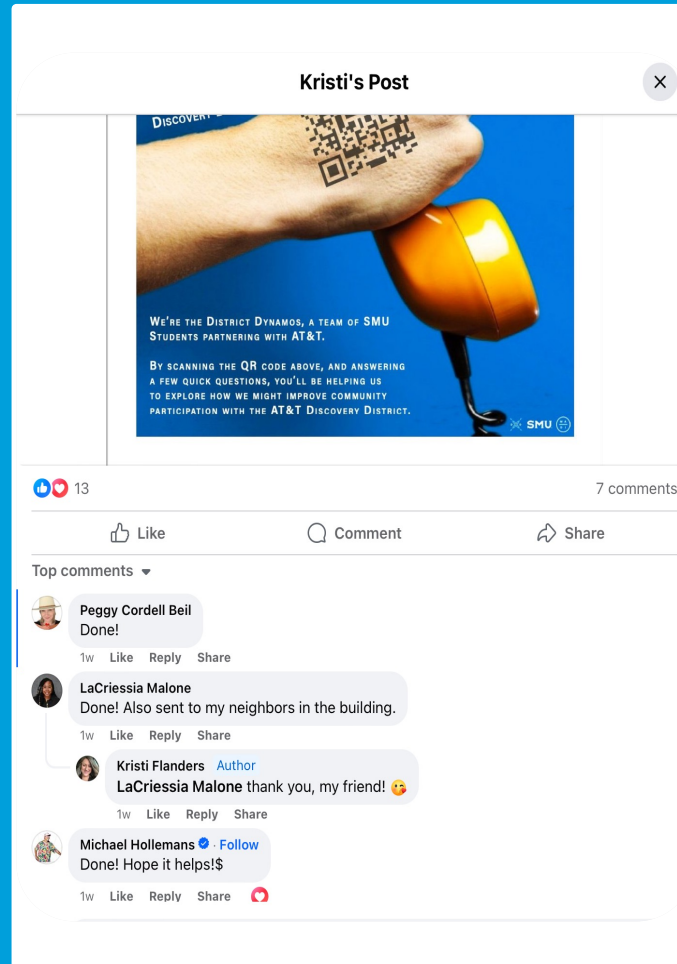 Kristi's Post
DISCOVERY
WE'RE THE DISTRICT DYNAMOS, A TEAM OF SMU
STUDENTS PARTNERING WITH AT&T.
BY SCANNING THE QR CODE ABOVE, AND ANSWERING
A FEW QUICK QUESTIONS, YOU'LL BE HELPING US
TO EXPLORE HOW WE MIGHT IMPROVE COMMUNITY
PARTICIPATION WITH THE AT&T DISCOVERY DISTRICT.
SMU
13
7 comments
Like Comment Share
Top comments
Peggy Cordell Beil
Done!
1w Like Reply Share
LaCriessia Malone
Done! Also sent to my neighbors in the building.
1w Like Reply Share
Kristi Flanders Author
LaCriessia Malone thank you, my friend! 😘
1w Like Reply Share
Michael Hollemans · Follow
Done! Hope it helps!$
1w Like Reply Share